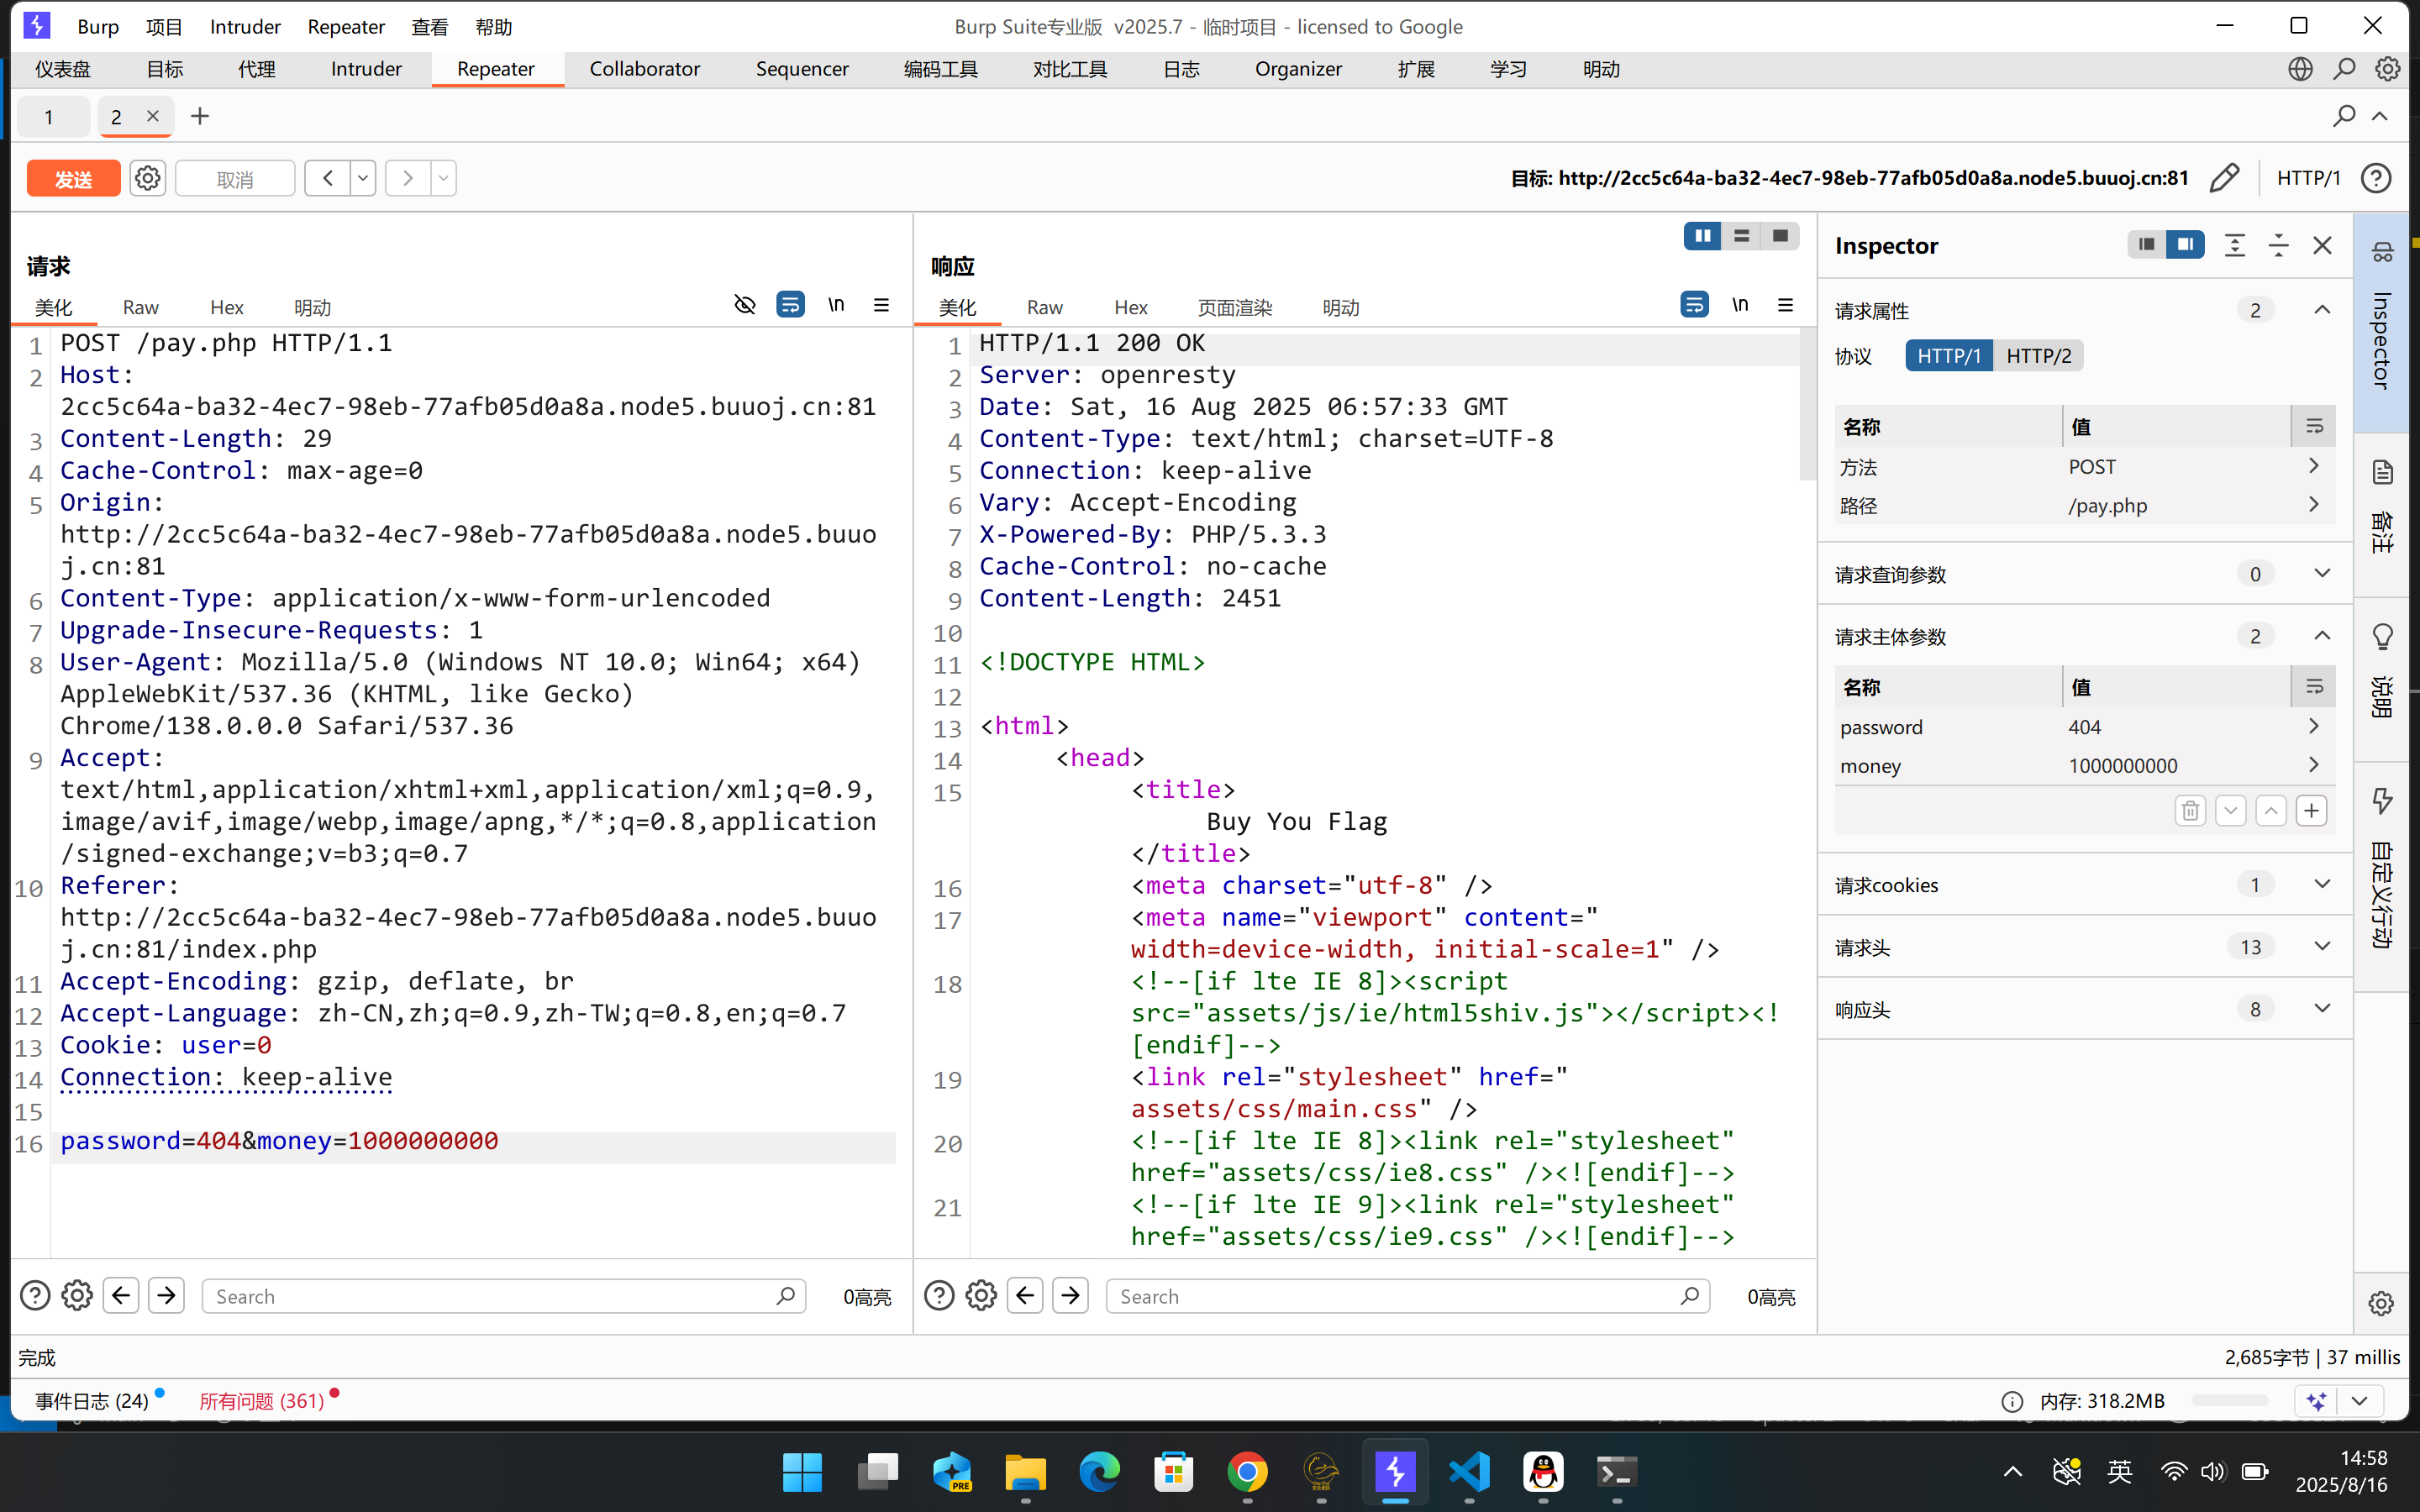 Burp 项目 Intruder Repeater 查看 帮助
Burp Suite专业版 v2025.7 - 临时项目 - licensed to Google
仪表盘 目标 代理 Intruder Repeater Collaborator Sequencer 编码工具 对比工具 日志 Organizer 扩展 学习 明动
1 2 × +
发送 取消
目标: http://2cc5c64a-ba32-4ec7-98eb-77afb05d0a8a.node5.buuoj.cn:81 HTTP/1
请求
美化 Raw Hex 明动 \n
1 POST /pay.php HTTP/1.1
2 Host:
2cc5c64a-ba32-4ec7-98eb-77afb05d0a8a.node5.buuoj.cn:81
3 Content-Length: 29
4 Cache-Control: max-age=0
5 Origin:
http://2cc5c64a-ba32-4ec7-98eb-77afb05d0a8a.node5.buuo
j.cn:81
6 Content-Type: application/x-www-form-urlencoded
7 Upgrade-Insecure-Requests: 1
8 User-Agent: Mozilla/5.0 (Windows NT 10.0; Win64; x64)
AppleWebKit/537.36 (KHTML, like Gecko)
Chrome/138.0.0.0 Safari/537.36
9 Accept:
text/html,application/xhtml+xml,application/xml;q=0.9,
image/avif,image/webp,image/apng,*/*;q=0.8,application
/signed-exchange;v=b3;q=0.7
10 Referer:
http://2cc5c64a-ba32-4ec7-98eb-77afb05d0a8a.node5.buuo
j.cn:81/index.php
11 Accept-Encoding: gzip, deflate, br
12 Accept-Language: zh-CN,zh;q=0.9,zh-TW;q=0.8,en;q=0.7
13 Cookie: user=0
14 Connection: keep-alive
15
16 password=404&money=1000000000
Search 0高亮
响应
美化 Raw Hex 页面渲染 明动 \n
1 HTTP/1.1 200 OK
2 Server: openresty
3 Date: Sat, 16 Aug 2025 06:57:33 GMT
4 Content-Type: text/html; charset=UTF-8
5 Connection: keep-alive
6 Vary: Accept-Encoding
7 X-Powered-By: PHP/5.3.3
8 Cache-Control: no-cache
9 Content-Length: 2451
10
11 <!DOCTYPE HTML>
12
13 <html>
14 <head>
15 <title>
Buy You Flag
</title>
16 <meta charset="utf-8" />
17 <meta name="viewport" content="
width=device-width, initial-scale=1" />
18 <!--[if lte IE 8]><script
src="assets/js/ie/html5shiv.js"></script><!
[endif]-->
19 <link rel="stylesheet" href="
assets/css/main.css" />
20 <!--[if lte IE 8]><link rel="stylesheet"
href="assets/css/ie8.css" /><![endif]-->
21 <!--[if lte IE 9]><link rel="stylesheet"
href="assets/css/ie9.css" /><![endif]-->
Search 0高亮
Inspector
请求属性 2
协议 HTTP/1 HTTP/2
名称 值
方法 POST
路径 /pay.php
请求查询参数 0
请求主体参数 2
名称 值
password 404
money 1000000000
请求cookies 1
请求头 13
响应头 8
Inspector
备注
说明
自定义行动
完成
2,685字节 | 37 millis
事件日志 (24) 所有问题 (361)
内存: 318.2MB
PRE
英
14:58
2025/8/16